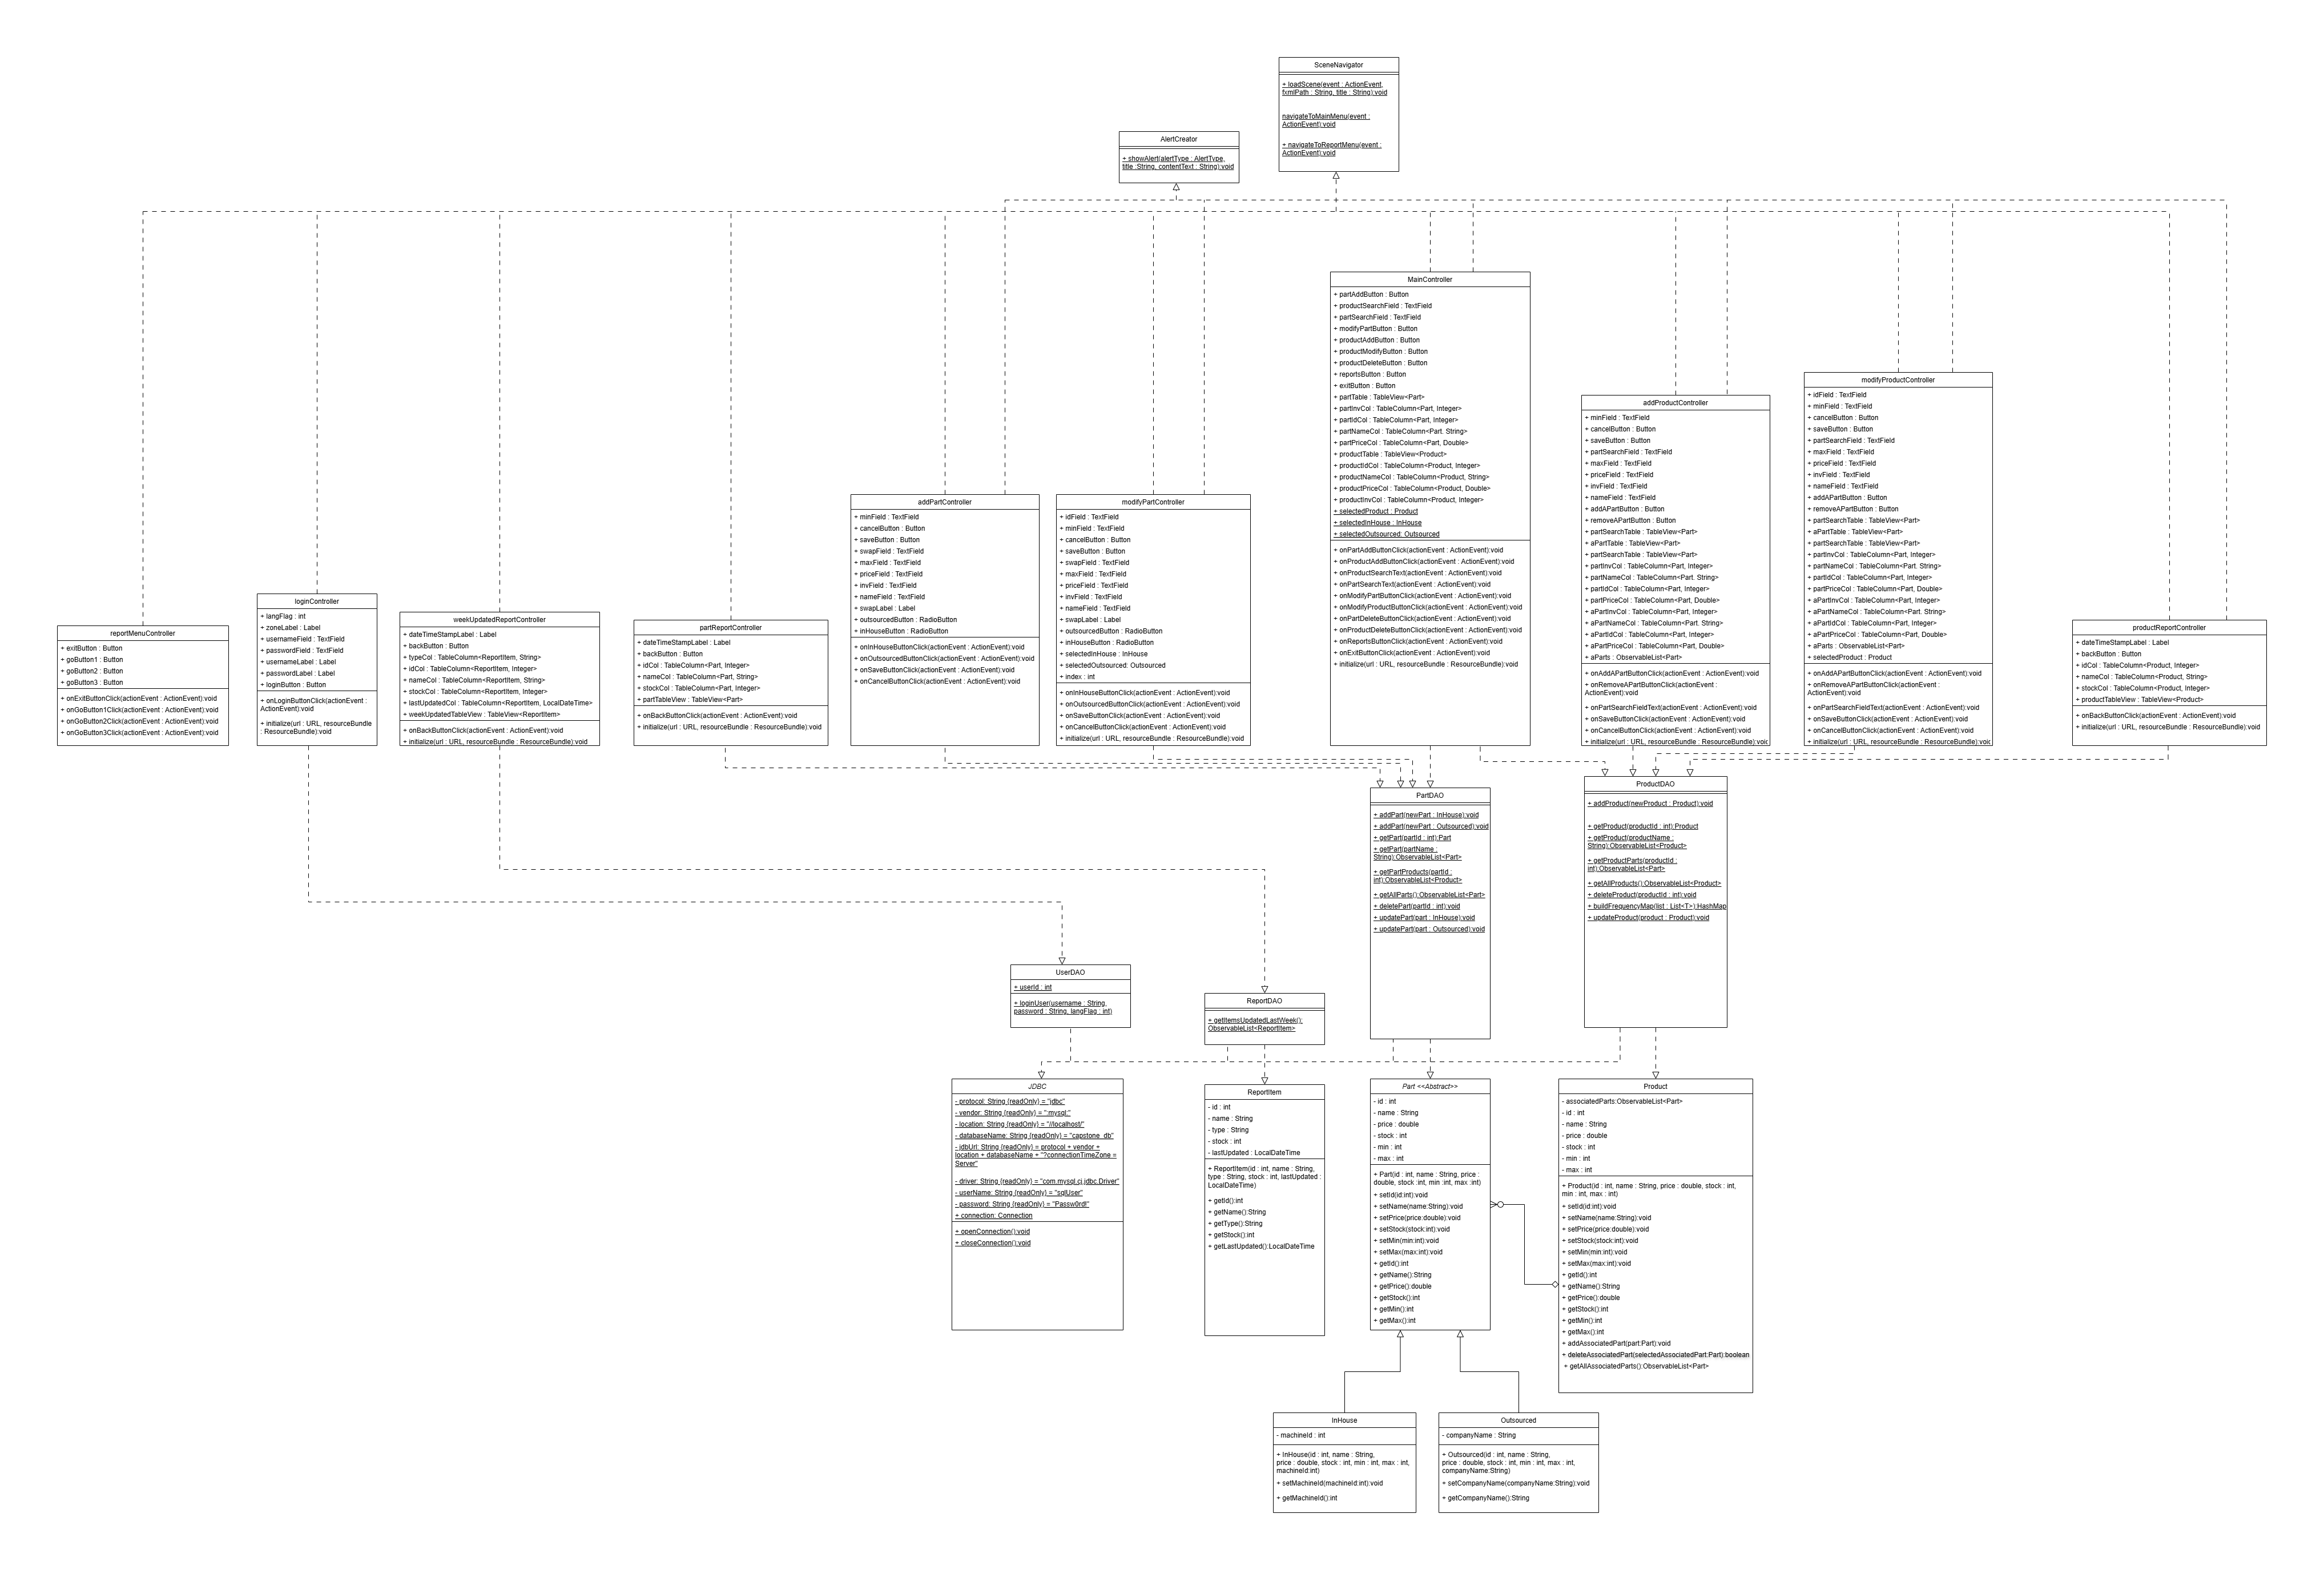 SceneNavigator
+ loadScene(event : ActionEvent,
fxmlPath : String, title : String):void
navigateToMainMenu(event :
ActionEvent):void
+ navigateToReportMenu(event :
ActionEvent):void
AlertCreator
+ showAlert(alertType : AlertType,
title :String, contentText : String):void
MainController
+ partAddButton : Button
+ productSearchField : TextField
+ partSearchField : TextField
+ modifyPartButton : Button
+ productAddButton : Button
+ productModifyButton : Button
+ productDeleteButton : Button
+ reportsButton : Button
+ exitButton : Button
+ partTable : TableView<Part>
+ partInvCol : TableColumn<Part, Integer>
+ partIdCol : TableColumn<Part, Integer>
+ partNameCol : TableColumn<Part. String>
+ partPriceCol : TableColumn<Part, Double>
+ productTable : TableView<Product>
+ productIdCol : TableColumn<Product, Integer>
+ productNameCol : TableColumn<Product, String>
+ productPriceCol : TableColumn<Product, Double>
+ productInvCol : TableColumn<Product, Integer>
+ selectedProduct : Product
+ selectedInHouse : InHouse
+ selectedOutsourced: Outsourced
+ onPartAddButtonClick(actionEvent : ActionEvent):void
+ onProductAddButtonClick(actionEvent : ActionEvent):void
+ onProductSearchText(actionEvent : ActionEvent):void
+ onPartSearchText(actionEvent : ActionEvent):void
+ onModifyPartButtonClick(actionEvent : ActionEvent):void
+ onModifyProductButtonClick(actionEvent : ActionEvent):void
+ onPartDeleteButtonClick(actionEvent : ActionEvent):void
+ onProductDeleteButtonClick(actionEvent : ActionEvent):void
+ onReportsButtonClick(actionEvent : ActionEvent):void
+ onExitButtonClick(actionEvent : ActionEvent):void
+ initialize(url : URL, resourceBundle : ResourceBundle):void
modifyProductController
+ idField : TextField
+ minField : TextField
+ cancelButton : Button
+ saveButton : Button
+ partSearchField : TextField
+ maxField : TextField
+ priceField : TextField
+ invField : TextField
+ nameField : TextField
+ addAPartButton : Button
+ removeAPartButton : Button
+ partSearchTable : TableView<Part>
+ aPartTable : TableView<Part>
+ partSearchTable : TableView<Part>
+ partInvCol : TableColumn<Part, Integer>
+ partNameCol : TableColumn<Part. String>
+ partIdCol : TableColumn<Part, Integer>
+ partPriceCol : TableColumn<Part, Double>
+ aPartInvCol : TableColumn<Part, Integer>
+ aPartNameCol : TableColumn<Part. String>
+ aPartIdCol : TableColumn<Part, Integer>
+ aPartPriceCol : TableColumn<Part, Double>
+ aParts : ObservableList<Part>
+ selectedProduct : Product
+ onAddAPartButtonClick(actionEvent : ActionEvent):void
+ onRemoveAPartButtonClick(actionEvent :
ActionEvent):void
+ onPartSearchFieldText(actionEvent : ActionEvent):void
+ onSaveButtonClick(actionEvent : ActionEvent):void
+ onCancelButtonClick(actionEvent : ActionEvent):void
+ initialize(url : URL, resourceBundle : ResourceBundle):void
addProductController
+ minField : TextField
+ cancelButton : Button
+ saveButton : Button
+ partSearchField : TextField
+ maxField : TextField
+ priceField : TextField
+ invField : TextField
+ nameField : TextField
+ addAPartButton : Button
+ removeAPartButton : Button
+ partSearchTable : TableView<Part>
+ aPartTable : TableView<Part>
+ partSearchTable : TableView<Part>
+ partInvCol : TableColumn<Part, Integer>
+ partNameCol : TableColumn<Part. String>
+ partIdCol : TableColumn<Part, Integer>
+ partPriceCol : TableColumn<Part, Double>
+ aPartInvCol : TableColumn<Part, Integer>
+ aPartNameCol : TableColumn<Part. String>
+ aPartIdCol : TableColumn<Part, Integer>
+ aPartPriceCol : TableColumn<Part, Double>
+ aParts : ObservableList<Part>
+ onAddAPartButtonClick(actionEvent : ActionEvent):void
+ onRemoveAPartButtonClick(actionEvent :
ActionEvent):void
+ onPartSearchFieldText(actionEvent : ActionEvent):void
+ onSaveButtonClick(actionEvent : ActionEvent):void
+ onCancelButtonClick(actionEvent : ActionEvent):void
+ initialize(url : URL, resourceBundle : ResourceBundle):void
addPartController
+ minField : TextField
+ cancelButton : Button
+ saveButton : Button
+ swapField : TextField
+ maxField : TextField
+ priceField : TextField
+ invField : TextField
+ nameField : TextField
+ swapLabel : Label
+ outsourcedButton : RadioButton
+ inHouseButton : RadioButton
+ onInHouseButtonClick(actionEvent : ActionEvent):void
+ onOutsourcedButtonClick(actionEvent : ActionEvent):void
+ onSaveButtonClick(actionEvent : ActionEvent):void
+ onCancelButtonClick(actionEvent : ActionEvent):void
modifyPartController
+ idField : TextField
+ minField : TextField
+ cancelButton : Button
+ saveButton : Button
+ swapField : TextField
+ maxField : TextField
+ priceField : TextField
+ invField : TextField
+ nameField : TextField
+ swapLabel : Label
+ outsourcedButton : RadioButton
+ inHouseButton : RadioButton
+ selectedInHouse : InHouse
+ selectedOutsourced: Outsourced
+ index : int
+ onInHouseButtonClick(actionEvent : ActionEvent):void
+ onOutsourcedButtonClick(actionEvent : ActionEvent):void
+ onSaveButtonClick(actionEvent : ActionEvent):void
+ onCancelButtonClick(actionEvent : ActionEvent):void
+ initialize(url : URL, resourceBundle : ResourceBundle):void
loginController
+ langFlag : int
+ zoneLabel : Label
+ usernameField : TextField
+ passwordField : TextField
+ usernameLabel : Label
+ passwordLabel : Label
+ loginButton : Button
+ onLoginButtonClick(actionEvent :
ActionEvent):void
+ initialize(url : URL, resourceBundle
: ResourceBundle):void
weekUpdatedReportController
+ dateTimeStampLabel : Label
+ backButton : Button
+ typeCol : TableColumn<ReportItem, String>
+ idCol : TableColumn<ReportItem, Integer>
+ nameCol : TableColumn<ReportItem, String>
+ stockCol : TableColumn<ReportItem, Integer>
+ lastUpdatedCol : TableColumn<ReportItem, LocalDateTime>
+ weekUpdatedTableView : TableView<ReportItem>
+ onBackButtonClick(actionEvent : ActionEvent):void
+ initialize(url : URL, resourceBundle : ResourceBundle):void
reportMenuController
+ exitButton : Button
+ goButton1 : Button
+ goButton2 : Button
+ goButton3 : Button
+ onExitButtonClick(actionEvent : ActionEvent):void
+ onGoButton1Click(actionEvent : ActionEvent):void
+ onGoButton2Click(actionEvent : ActionEvent):void
+ onGoButton3Click(actionEvent : ActionEvent):void
partReportController
+ dateTimeStampLabel : Label
+ backButton : Button
+ idCol : TableColumn<Part, Integer>
+ nameCol : TableColumn<Part, String>
+ stockCol : TableColumn<Part, Integer>
+ partTableView : TableView<Part>
+ onBackButtonClick(actionEvent : ActionEvent):void
+ initialize(url : URL, resourceBundle : ResourceBundle):void
productReportController
+ dateTimeStampLabel : Label
+ backButton : Button
+ idCol : TableColumn<Product, Integer>
+ nameCol : TableColumn<Product, String>
+ stockCol : TableColumn<Product, Integer>
+ productTableView : TableView<Product>
+ onBackButtonClick(actionEvent : ActionEvent):void
+ initialize(url : URL, resourceBundle : ResourceBundle):void
PartDAO
+ addPart(newPart : InHouse):void
+ addPart(newPart : Outsourced):void
+ getPart(partId : int):Part
+ getPart(partName :
String):ObservableList<Part>
+ getPartProducts(partId :
int):ObservableList<Product>
+ getAllParts():ObservableList<Part>
+ deletePart(partId : int):void
+ updatePart(part : InHouse):void
+ updatePart(part : Outsourced):void
ProductDAO
+ addProduct(newProduct : Product):void
+ getProduct(productId : int):Product
+ getProduct(productName :
String):ObservableList<Product>
+ getProductParts(productId :
int):ObservableList<Part>
+ getAllProducts():ObservableList<Product>
+ deleteProduct(productId : int):void
+ buildFrequencyMap(list : List<T>):HashMap
+ updateProduct(product : Product):void
UserDAO
+ userId : int
+ loginUser(username : String,
password : String, langFlag : int)
ReportDAO
+ getItemsUpdatedLastWeek():
ObservableList<ReportItem>
JDBC
- protocol: String {readOnly} = "jdbc"
- vendor: String {readOnly} = ":mysql:"
- location: String {readOnly} = "//localhost/"
- databaseName: String {readOnly} = "capstone_db"
- jdbUrl: String {readOnly} = protocol + vendor +
location + databaseName + "?connectionTimeZone =
Server"
- driver: String {readOnly} = "com.mysql.cj.jdbc.Driver"
- userName: String {readOnly} = "sqlUser"
- password: String {readOnly} = "Passw0rd!"
+ connection: Connection
+ openConnection():void
+ closeConnection():void
ReportItem
- id : int
- name : String
- type : String
- stock : int
- lastUpdated : LocalDateTime
+ ReportItem(id : int, name : String,
type : String, stock : int, lastUpdated :
LocalDateTime)
+ getId():int
+ getName():String
+ getType():String
+ getStock():int
+ getLastUpdated():LocalDateTime
Part <<Abstract>>
- id : int
- name : String
- price : double
- stock : int
- min : int
- max : int
+ Part(id : int, name : String, price :
double, stock :int, min :int, max :int)
+ setId(id:int):void
+ setName(name:String):void
+ setPrice(price:double):void
+ setStock(stock:int):void
+ setMin(min:int):void
+ setMax(max:int):void
+ getId():int
+ getName():String
+ getPrice():double
+ getStock():int
+ getMin():int
+ getMax():int
Product
- associatedParts:ObservableList<Part>
- id : int
- name : String
- price : double
- stock : int
- min : int
- max : int
+ Product(id : int, name : String, price : double, stock : int,
min : int, max : int)
+ setId(id:int):void
+ setName(name:String):void
+ setPrice(price:double):void
+ setStock(stock:int):void
+ setMin(min:int):void
+ setMax(max:int):void
+ getId():int
+ getName():String
+ getPrice():double
+ getStock():int
+ getMin():int
+ getMax():int
+ addAssociatedPart(part:Part):void
+ deleteAssociatedPart(selectedAssociatedPart:Part):boolean
+ getAllAssociatedParts():ObservableList<Part>
InHouse
- machineId : int
+ InHouse(id : int, name : String,
price : double, stock : int, min : int, max : int,
machineId:int)
+ setMachineId(machineId:int):void
+ getMachineId():int
Outsourced
- companyName : String
+ Outsourced(id : int, name : String,
price : double, stock : int, min : int, max : int,
companyName:String)
+ setCompanyName(companyName:String):void
+ getCompanyName():String